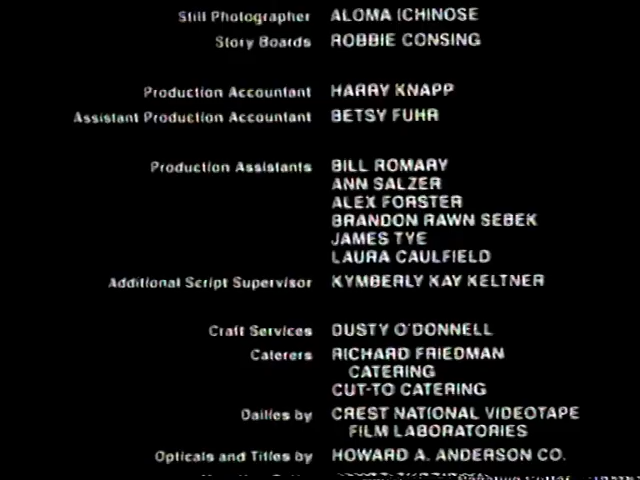 Still Photographer ALOMA ICHINOSE
Story Boards ROBBIE CONSING
Production Accountant HARRY KNAPP
Assistant Production Accountant BETSY FUHR
Production Assistants BILL ROMARY
ANN SALZER
ALEX FORSTER
BRANDON RAWN SEBEK
JAMES TYE
LAURA CAULFIELD
Additional Script Supervisor KYMBERLY KAY KELTNER
Craft Services DUSTY O'DONNELL
Caterers RICHARD FRIEDMAN
CATERING
CUT-TO CATERING
Dailies by CREST NATIONAL VIDEOTAPE
FILM LABORATORIES
Opticals and Titles by HOWARD A. ANDERSON CO.